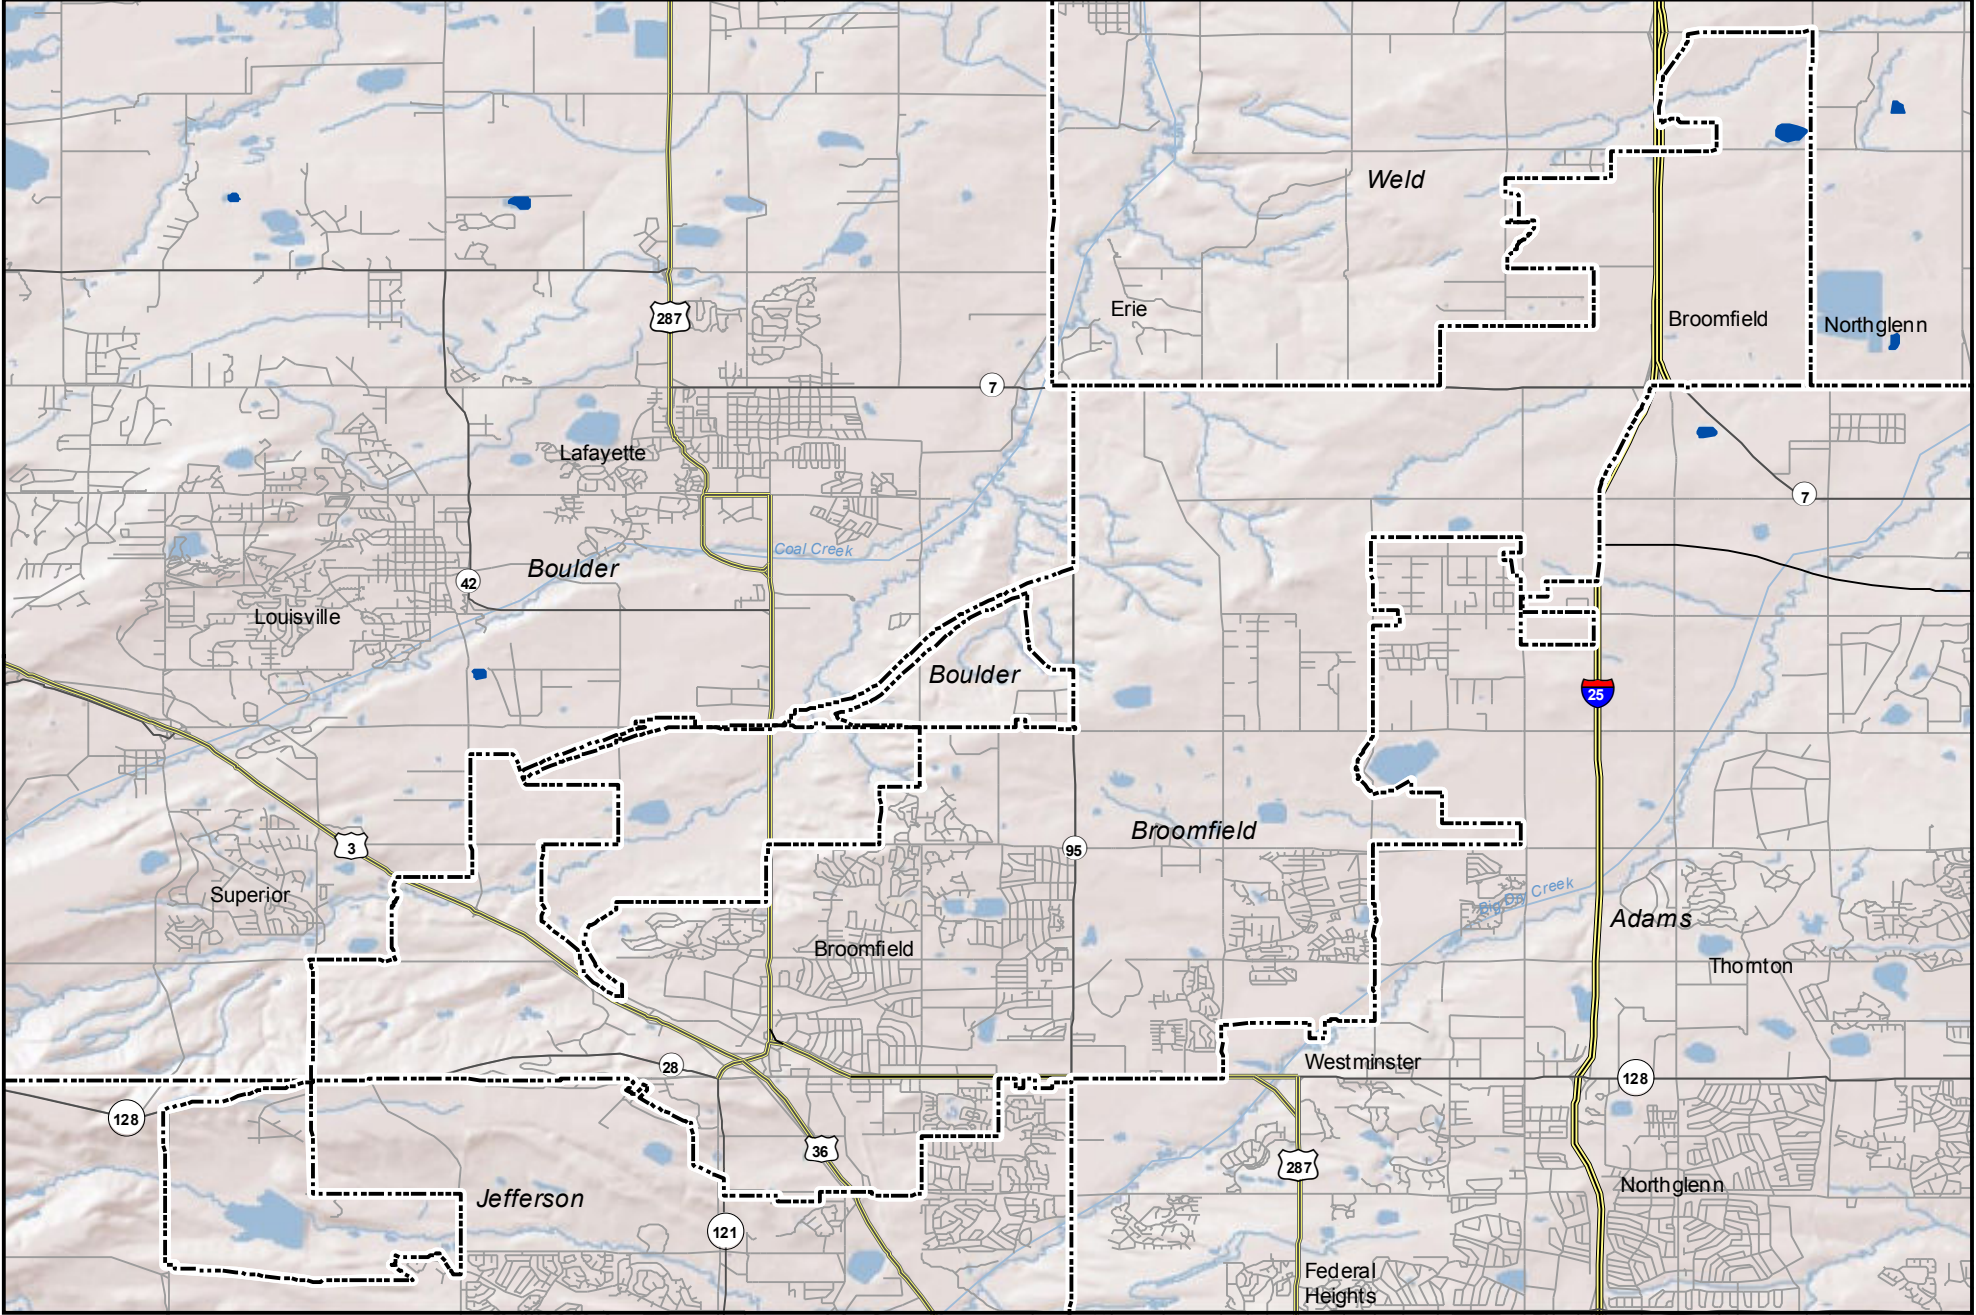 Weld
Erie
287
Broomfield
Northglenn
7
Lafayette
7
Coal Creek
Boulder
42
Louisville
Boulder
25
Broomfield
3
95
Superior
Big Dry Creek
Adams
Broomfield
Thornton
Westminster
28
128
128
36
287
Northglenn
Jefferson
121
Federal
Heights